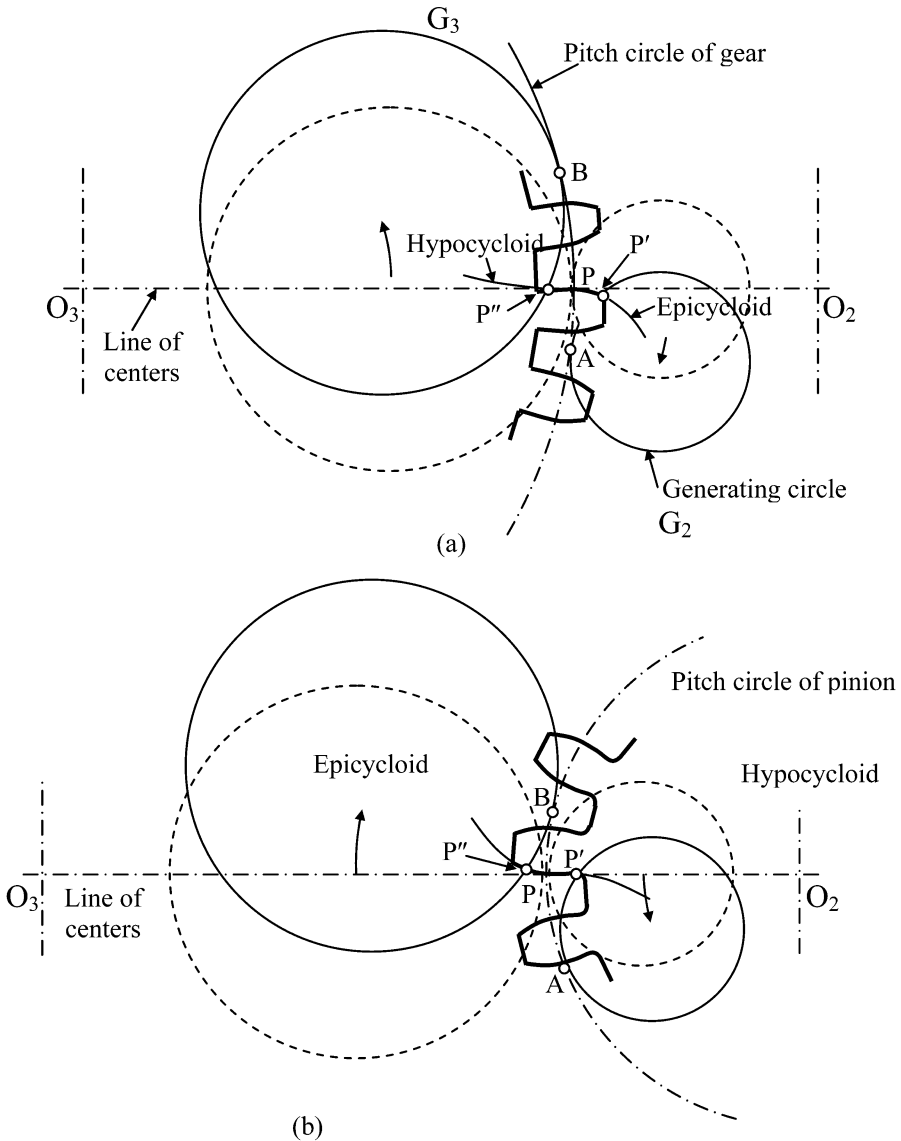 G3
Pitch circle of gear
B
Hypocycloid
P
P′
O3
P″
Epicycloid
O2
Line of
centers
A
Generating circle
G2
(a)
Pitch circle of pinion
Epicycloid
Hypocycloid
B
P″
P′
O3
Line of
centers
P
O2
A
(b)